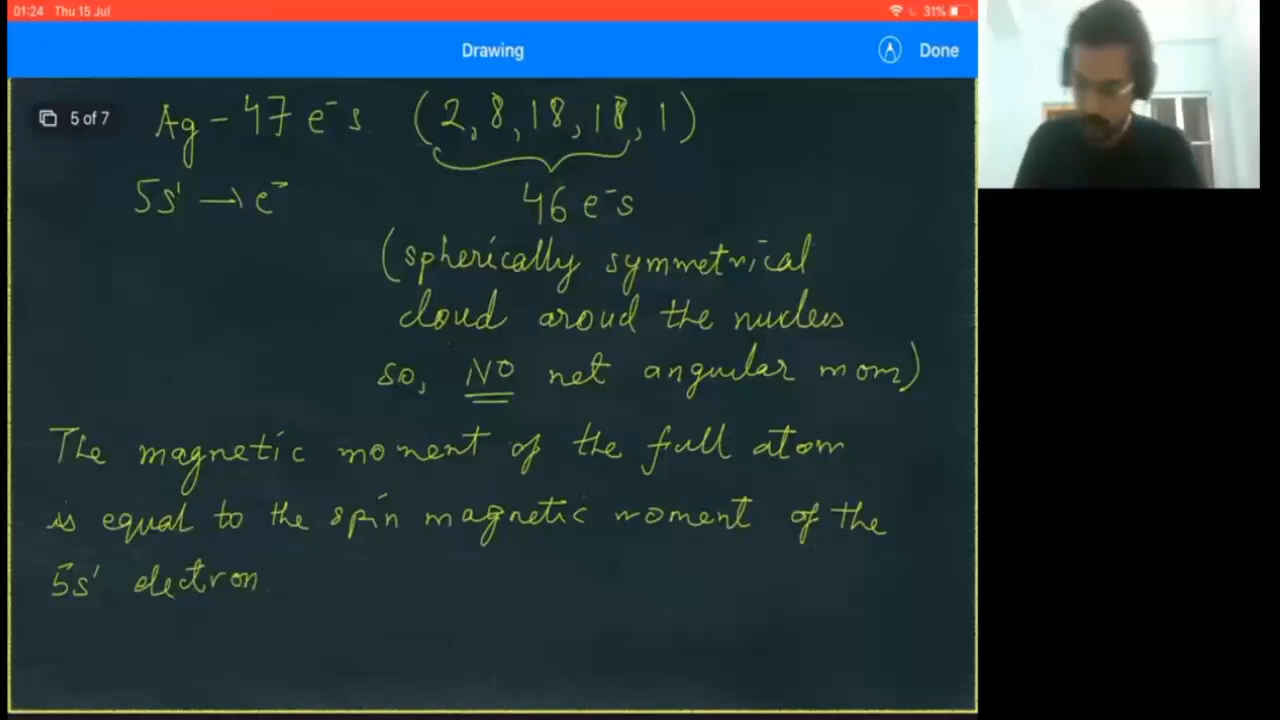 01:24 Thu 15 Jul 31%
Drawing Done
5 of 7
Ag - 47 e⁻s (2, 8, 18, 18, 1)
5s¹ → e⁻ 46 e⁻s
(spherically symmetrical
cloud aroud the nucleus
so, NO net angular mom)
The magnetic moment of the full atom
is equal to the spin magnetic moment of the
5s¹ electron.